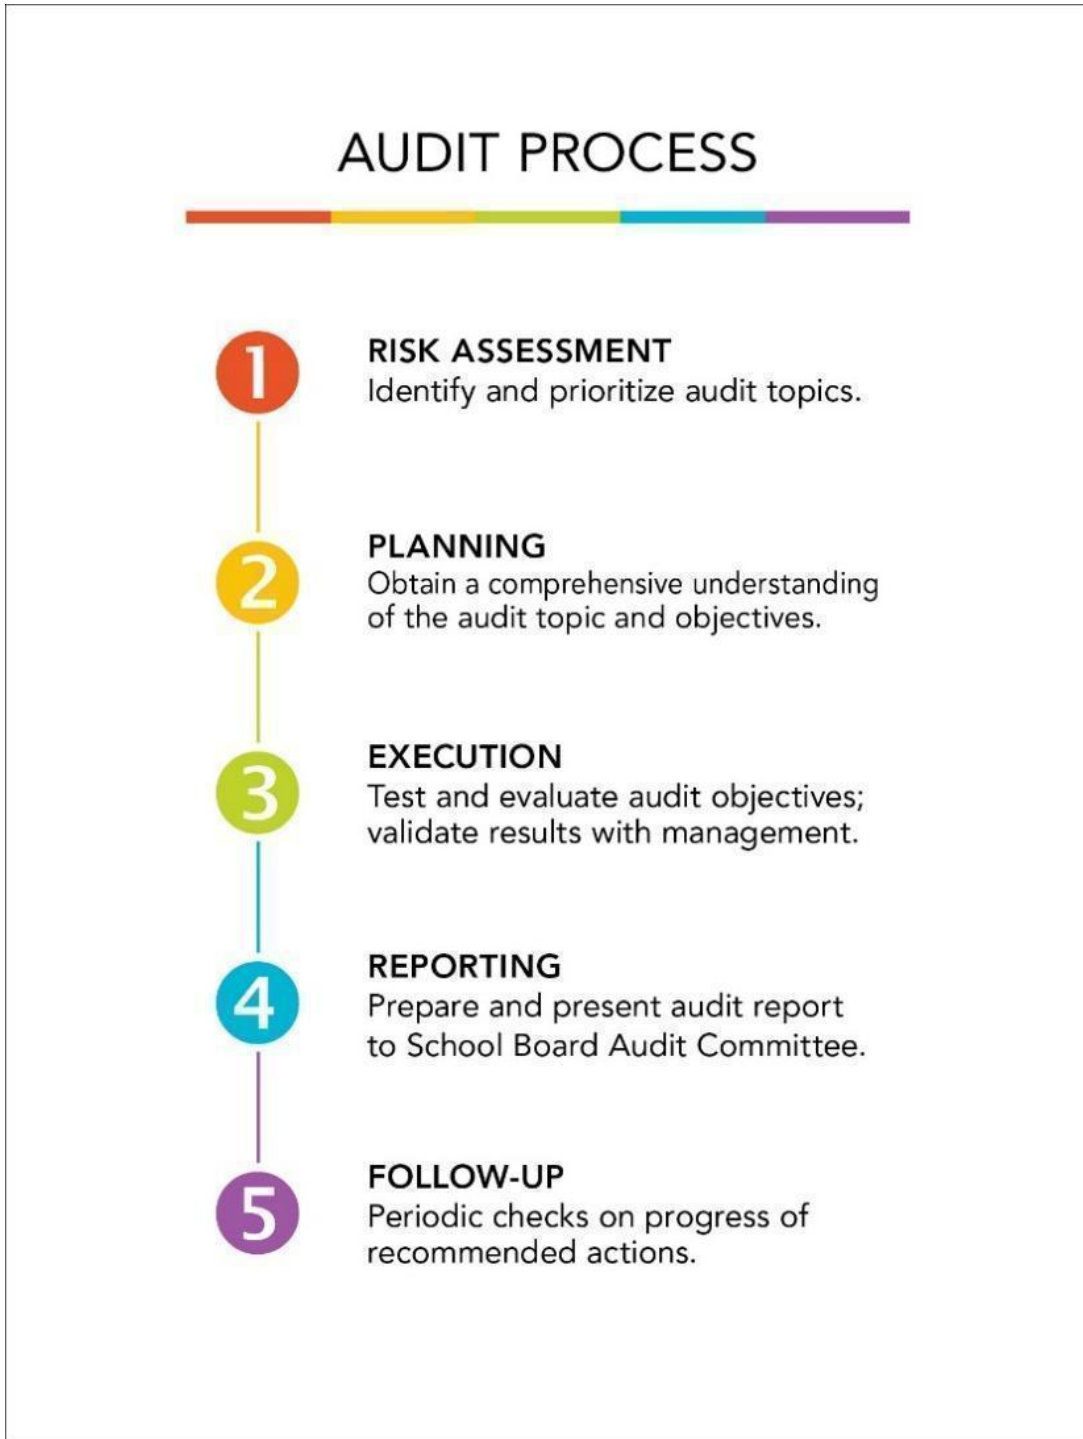 AUDIT PROCESS
1
RISK ASSESSMENT
Identify and prioritize audit topics.
2
PLANNING
Obtain a comprehensive understanding
of the audit topic and objectives.
3
EXECUTION
Test and evaluate audit objectives;
validate results with management.
4
REPORTING
Prepare and present audit report
to School Board Audit Committee.
5
FOLLOW-UP
Periodic checks on progress of
recommended actions.